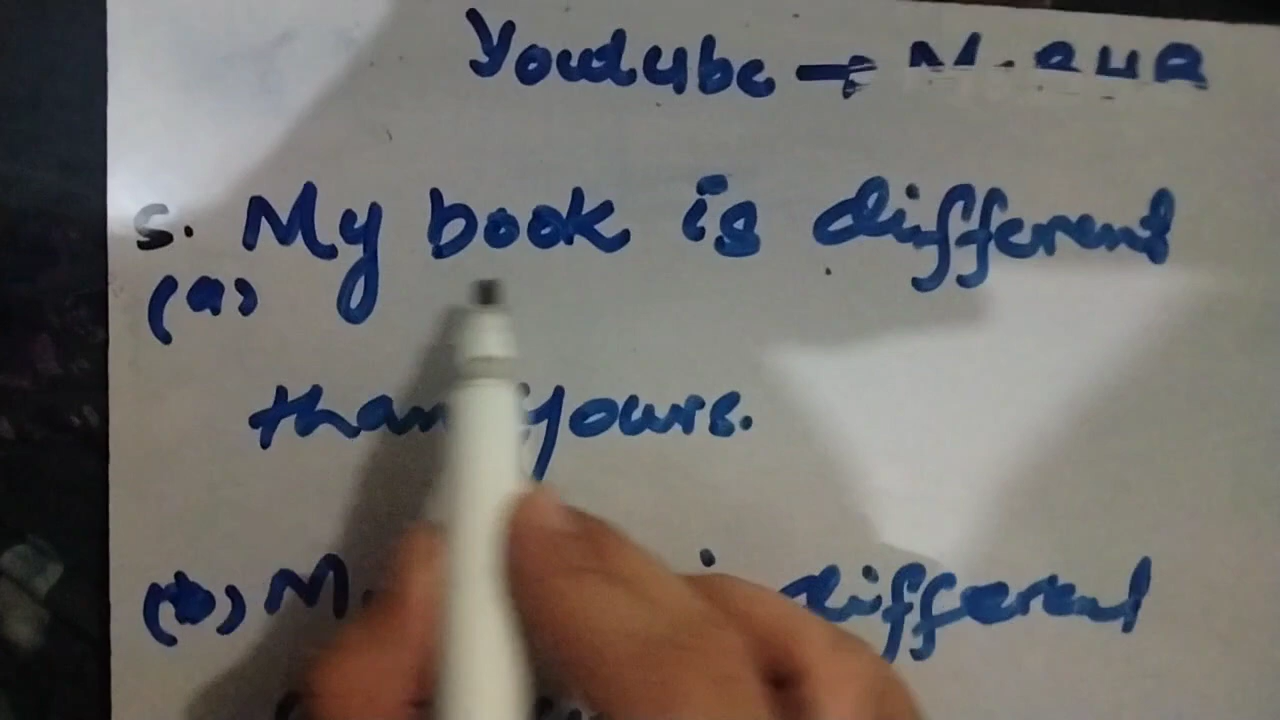 Youtube →
5. My book is different
(a)
than yours.
(b) different